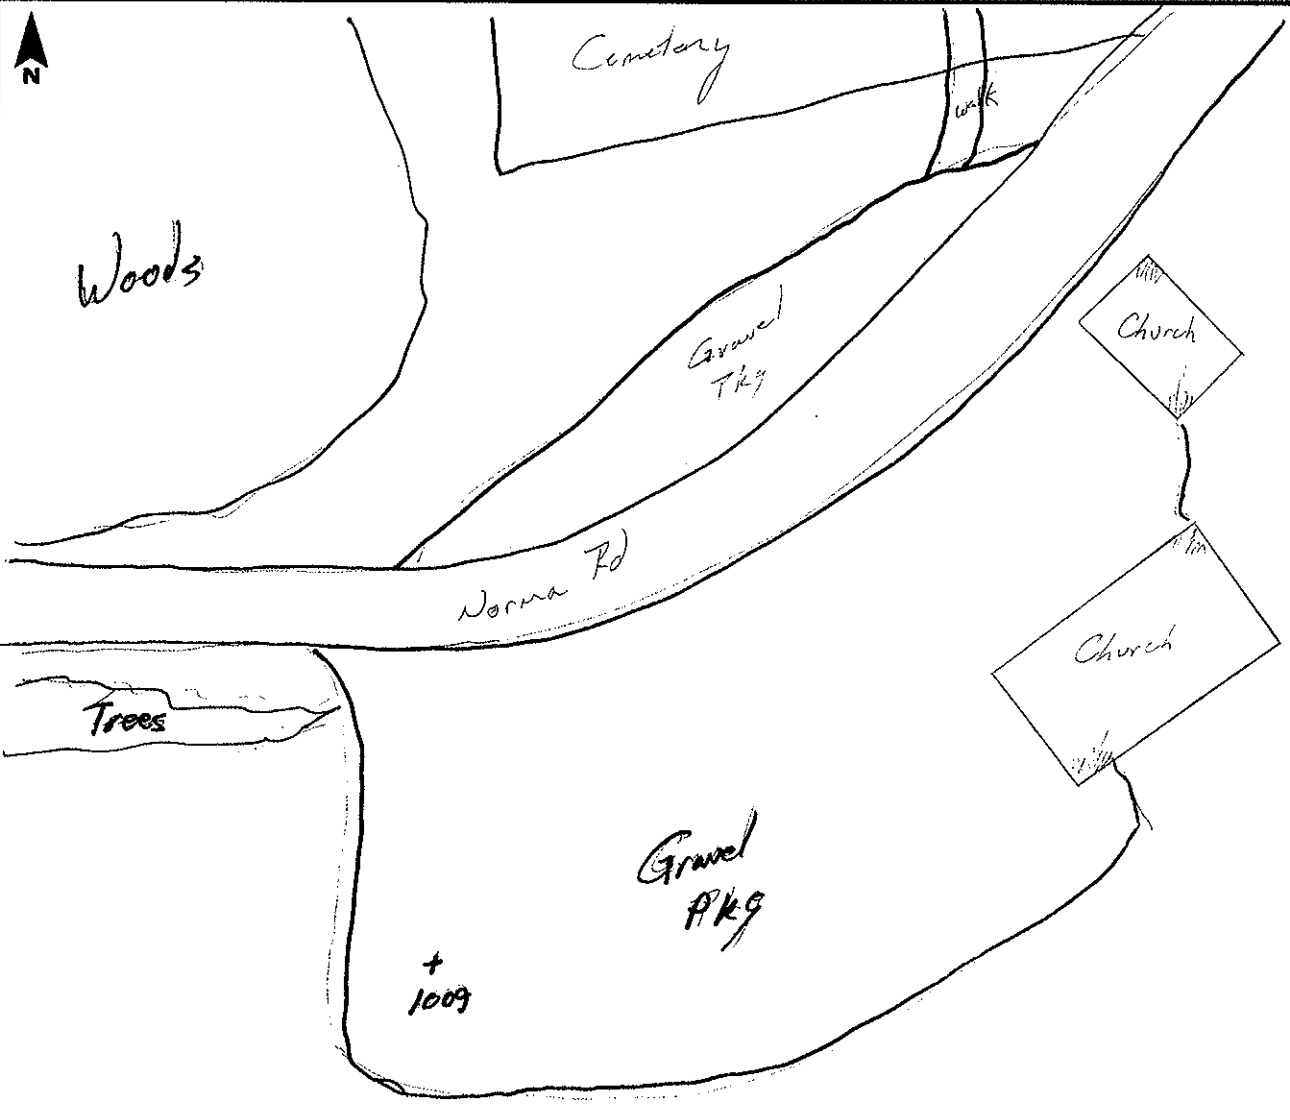 N
Cemetery
walk
Woods
Gravel
Pkg
Church
Norma Rd
Church
Trees
Gravel
Pkg
+
1009